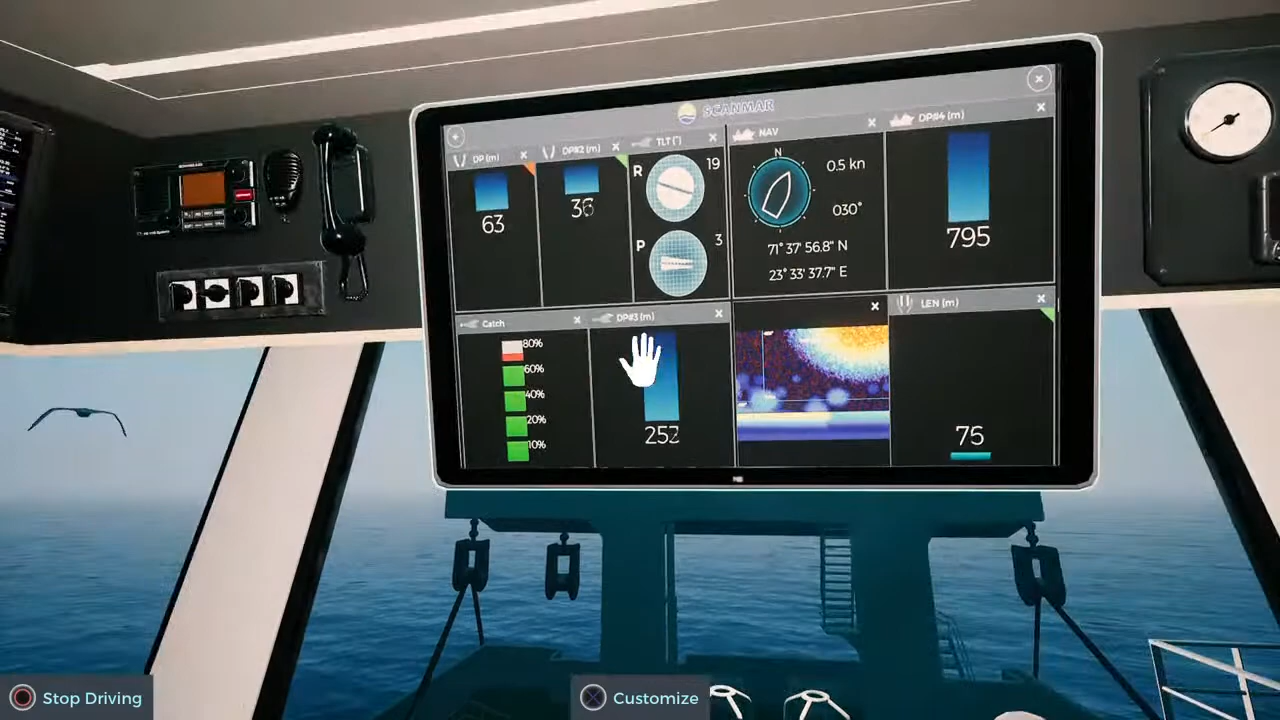 SCANMAR
DP (m)
63
DP#2 (m)
36
TLT (°)
R
19
P
3
NAV
N
0.5 kn
030°
71° 37' 56.8" N
23° 33' 37.7" E
DP#4 (m)
795
Catch
80%
60%
40%
20%
10%
DP#3 (m)
252
LEN (m)
75
Stop Driving
Customize